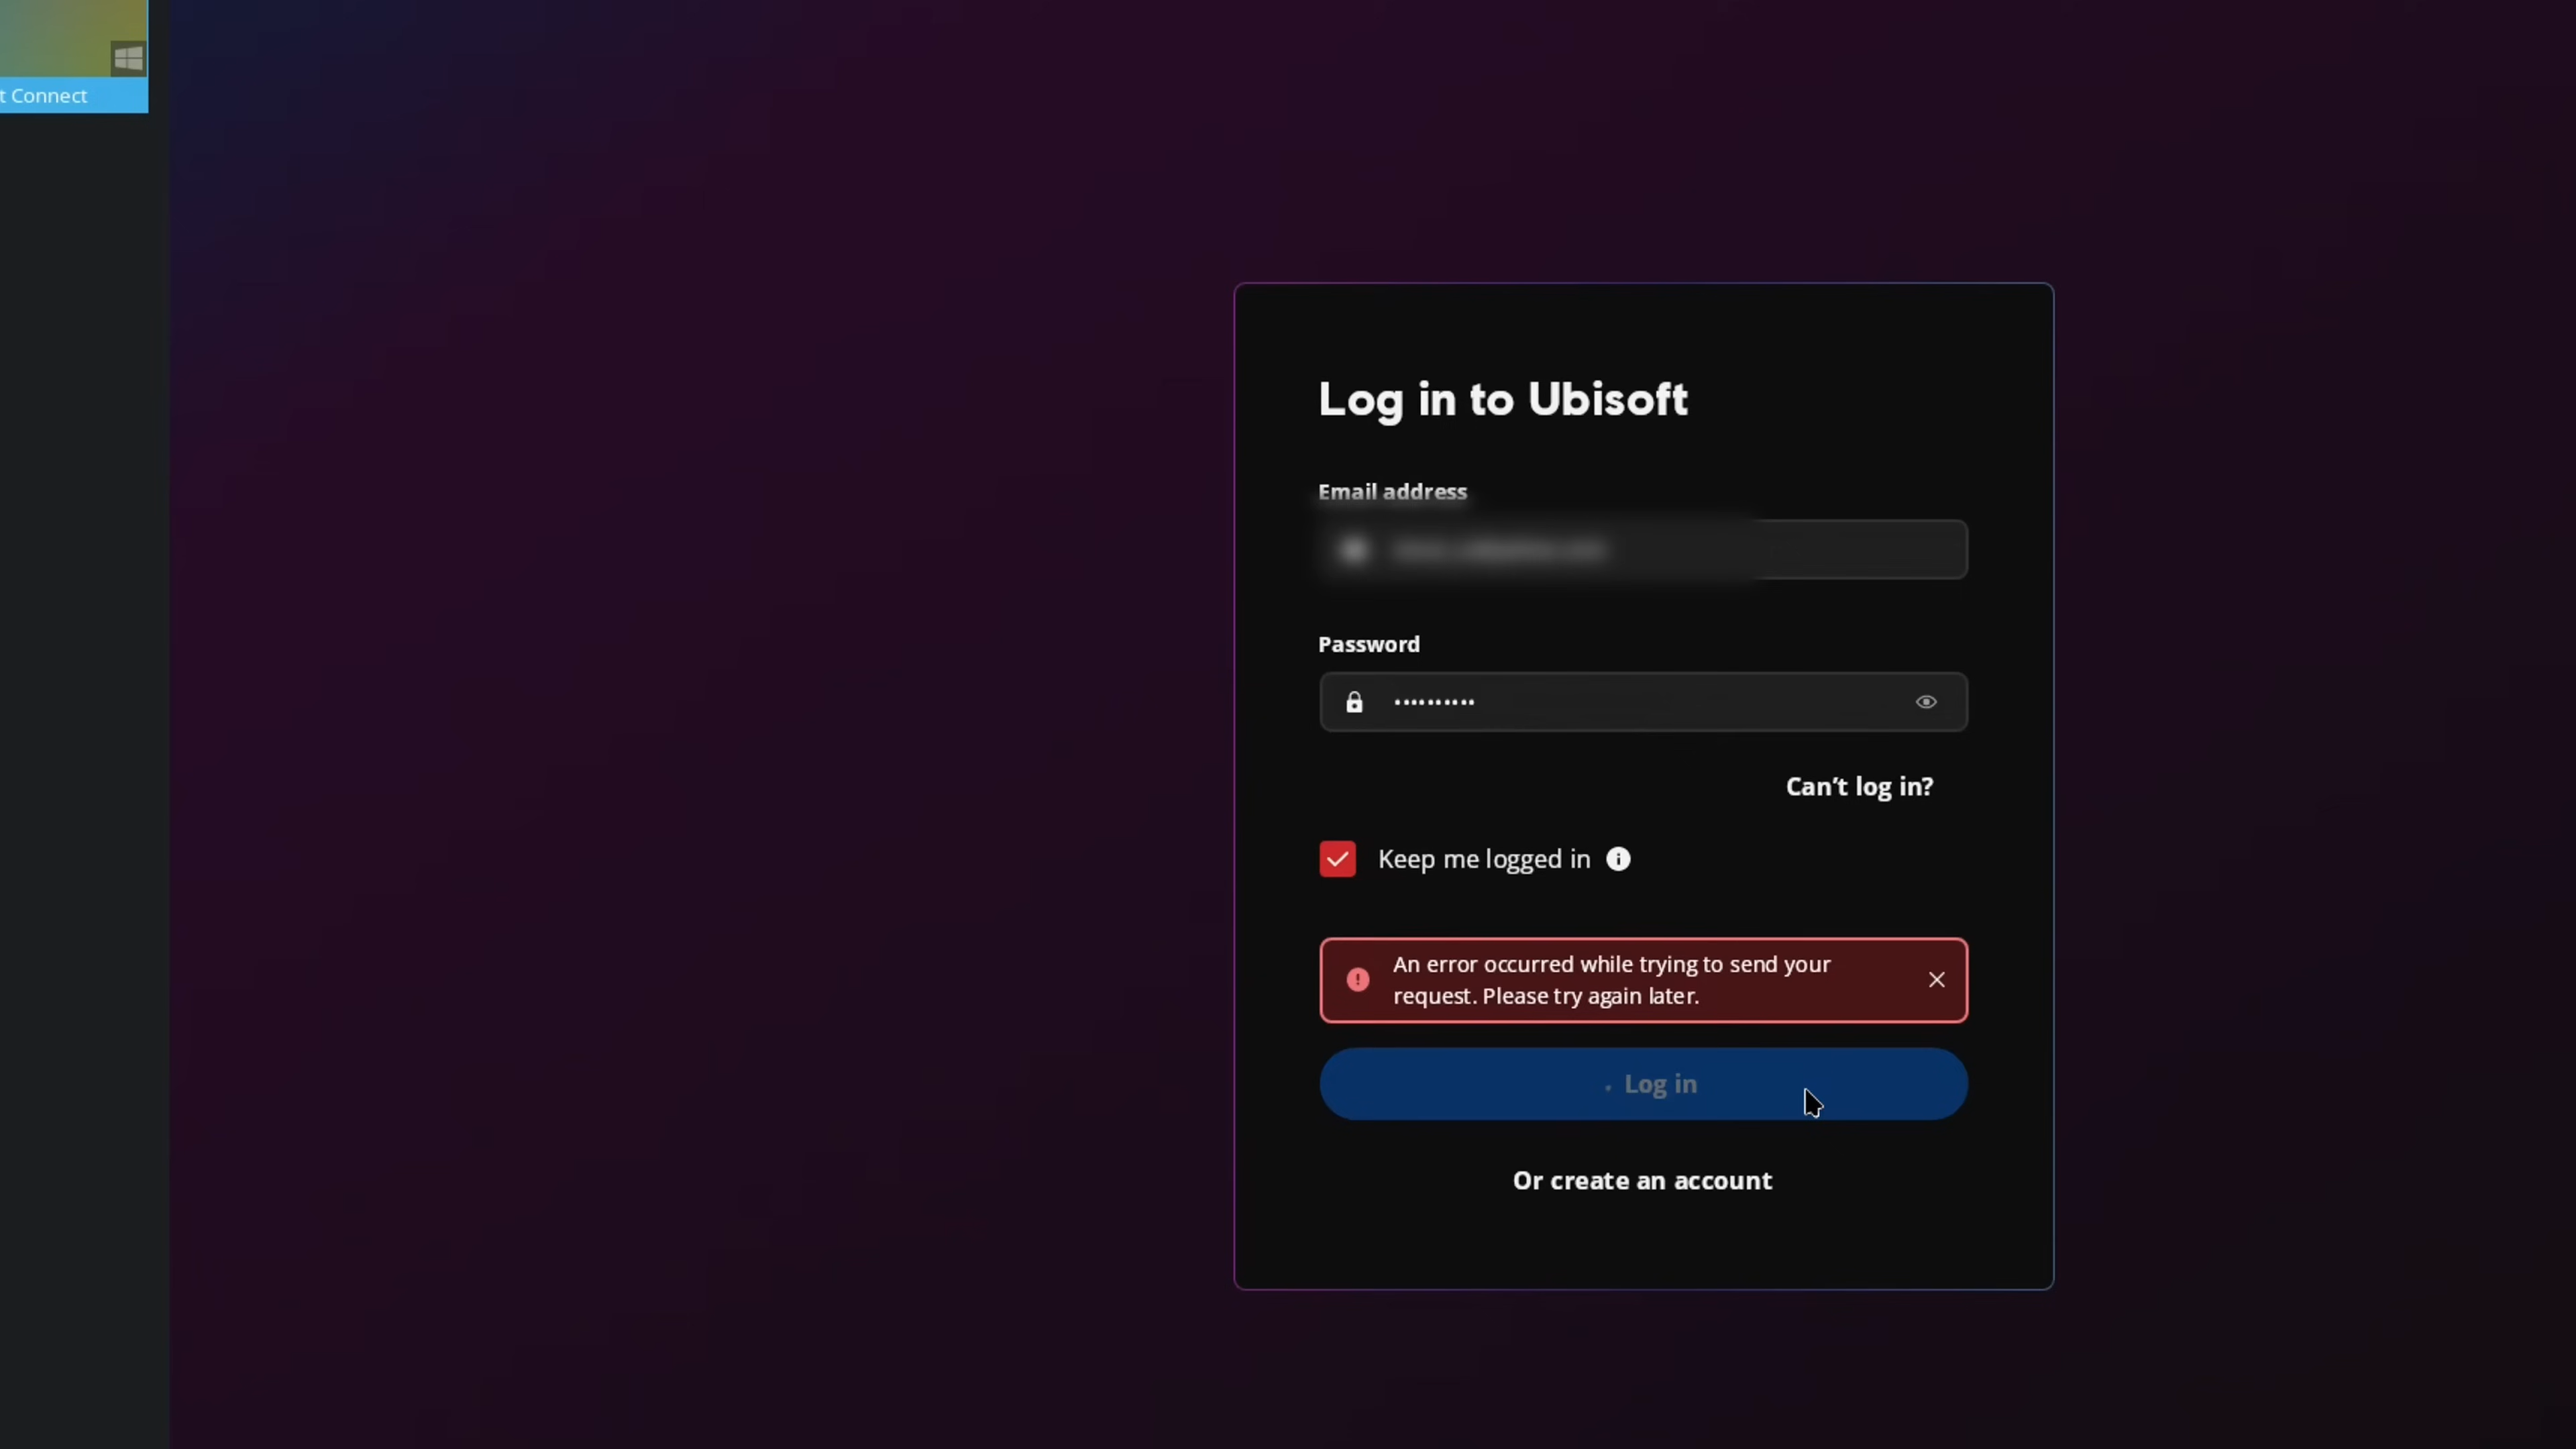 t Connect
Log in to Ubisoft
Email address
Password
••••••••••
Can't log in?
Keep me logged in
An error occurred while trying to send your
request. Please try again later.
Log in
Or create an account